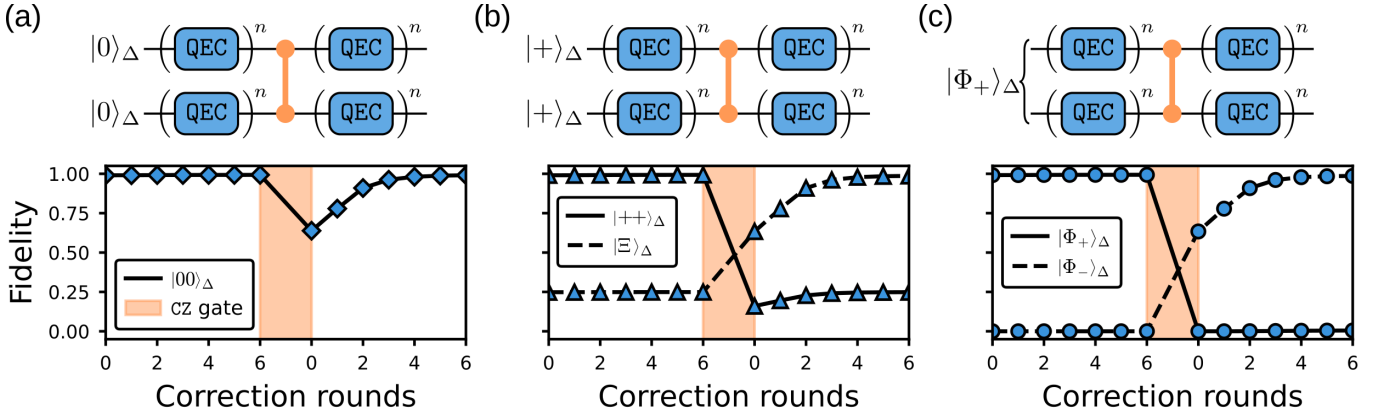 (a)
|0⟩Δ ( QEC )ⁿ ( QEC )ⁿ
|0⟩Δ ( QEC )ⁿ ( QEC )ⁿ
Fidelity
1.00
0.75
0.50
0.25
0.00
|00⟩Δ
CZ gate
0 2 4 6 0 2 4 6
Correction rounds
(b)
|+⟩Δ ( QEC )ⁿ ( QEC )ⁿ
|+⟩Δ ( QEC )ⁿ ( QEC )ⁿ
|++⟩Δ
|Ξ⟩Δ
0 2 4 6 0 2 4 6
Correction rounds
(c)
|Φ₊⟩Δ { ( QEC )ⁿ ( QEC )ⁿ
( QEC )ⁿ ( QEC )ⁿ
|Φ₊⟩Δ
|Φ₋⟩Δ
0 2 4 6 0 2 4 6
Correction rounds